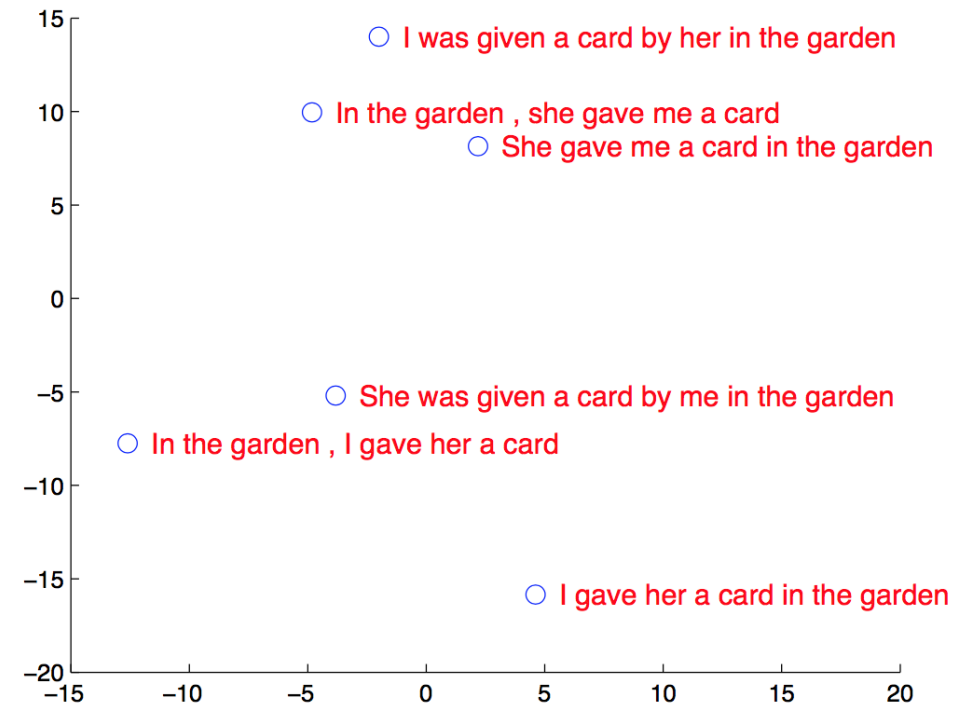 15
I was given a card by her in the garden
10
In the garden , she gave me a card
She gave me a card in the garden
5
0
−5
She was given a card by me in the garden
In the garden , I gave her a card
−10
−15
I gave her a card in the garden
−20
−15 −10 −5 0 5 10 15 20